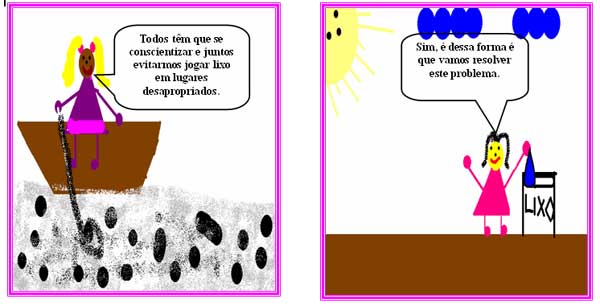 Todos têm que se
conscientizar e juntos
evitarmos jogar lixo
em lugares
desapropriados.
Sim, é dessa forma é
que vamos resolver
este problema.
LIXO